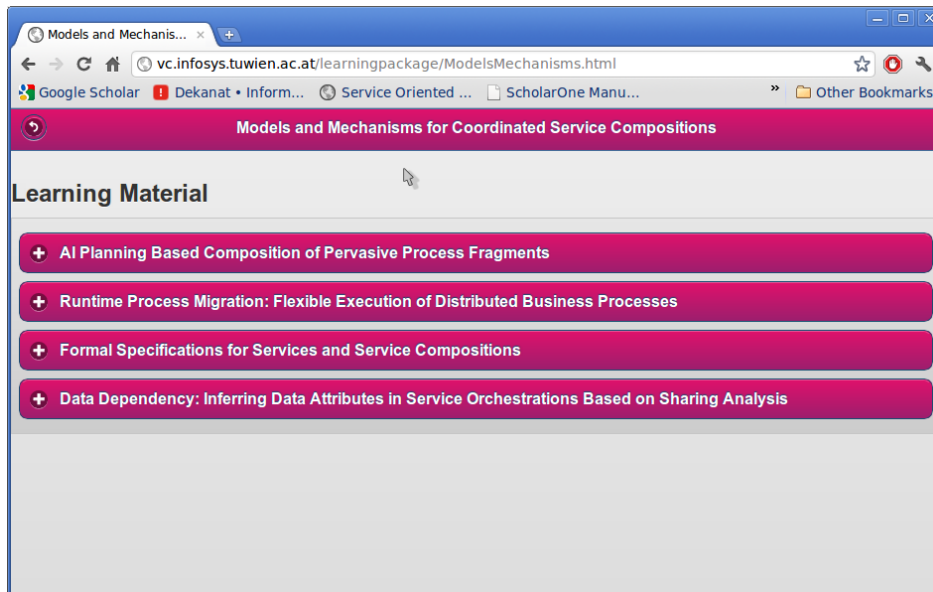 Models and Mechanis...
vc.infosys.tuwien.ac.at/learningpackage/ModelsMechanisms.html
Google Scholar Dekanat • Inform... Service Oriented ... ScholarOne Manu... » Other Bookmarks
Models and Mechanisms for Coordinated Service Compositions
Learning Material
AI Planning Based Composition of Pervasive Process Fragments
Runtime Process Migration: Flexible Execution of Distributed Business Processes
Formal Specifications for Services and Service Compositions
Data Dependency: Inferring Data Attributes in Service Orchestrations Based on Sharing Analysis